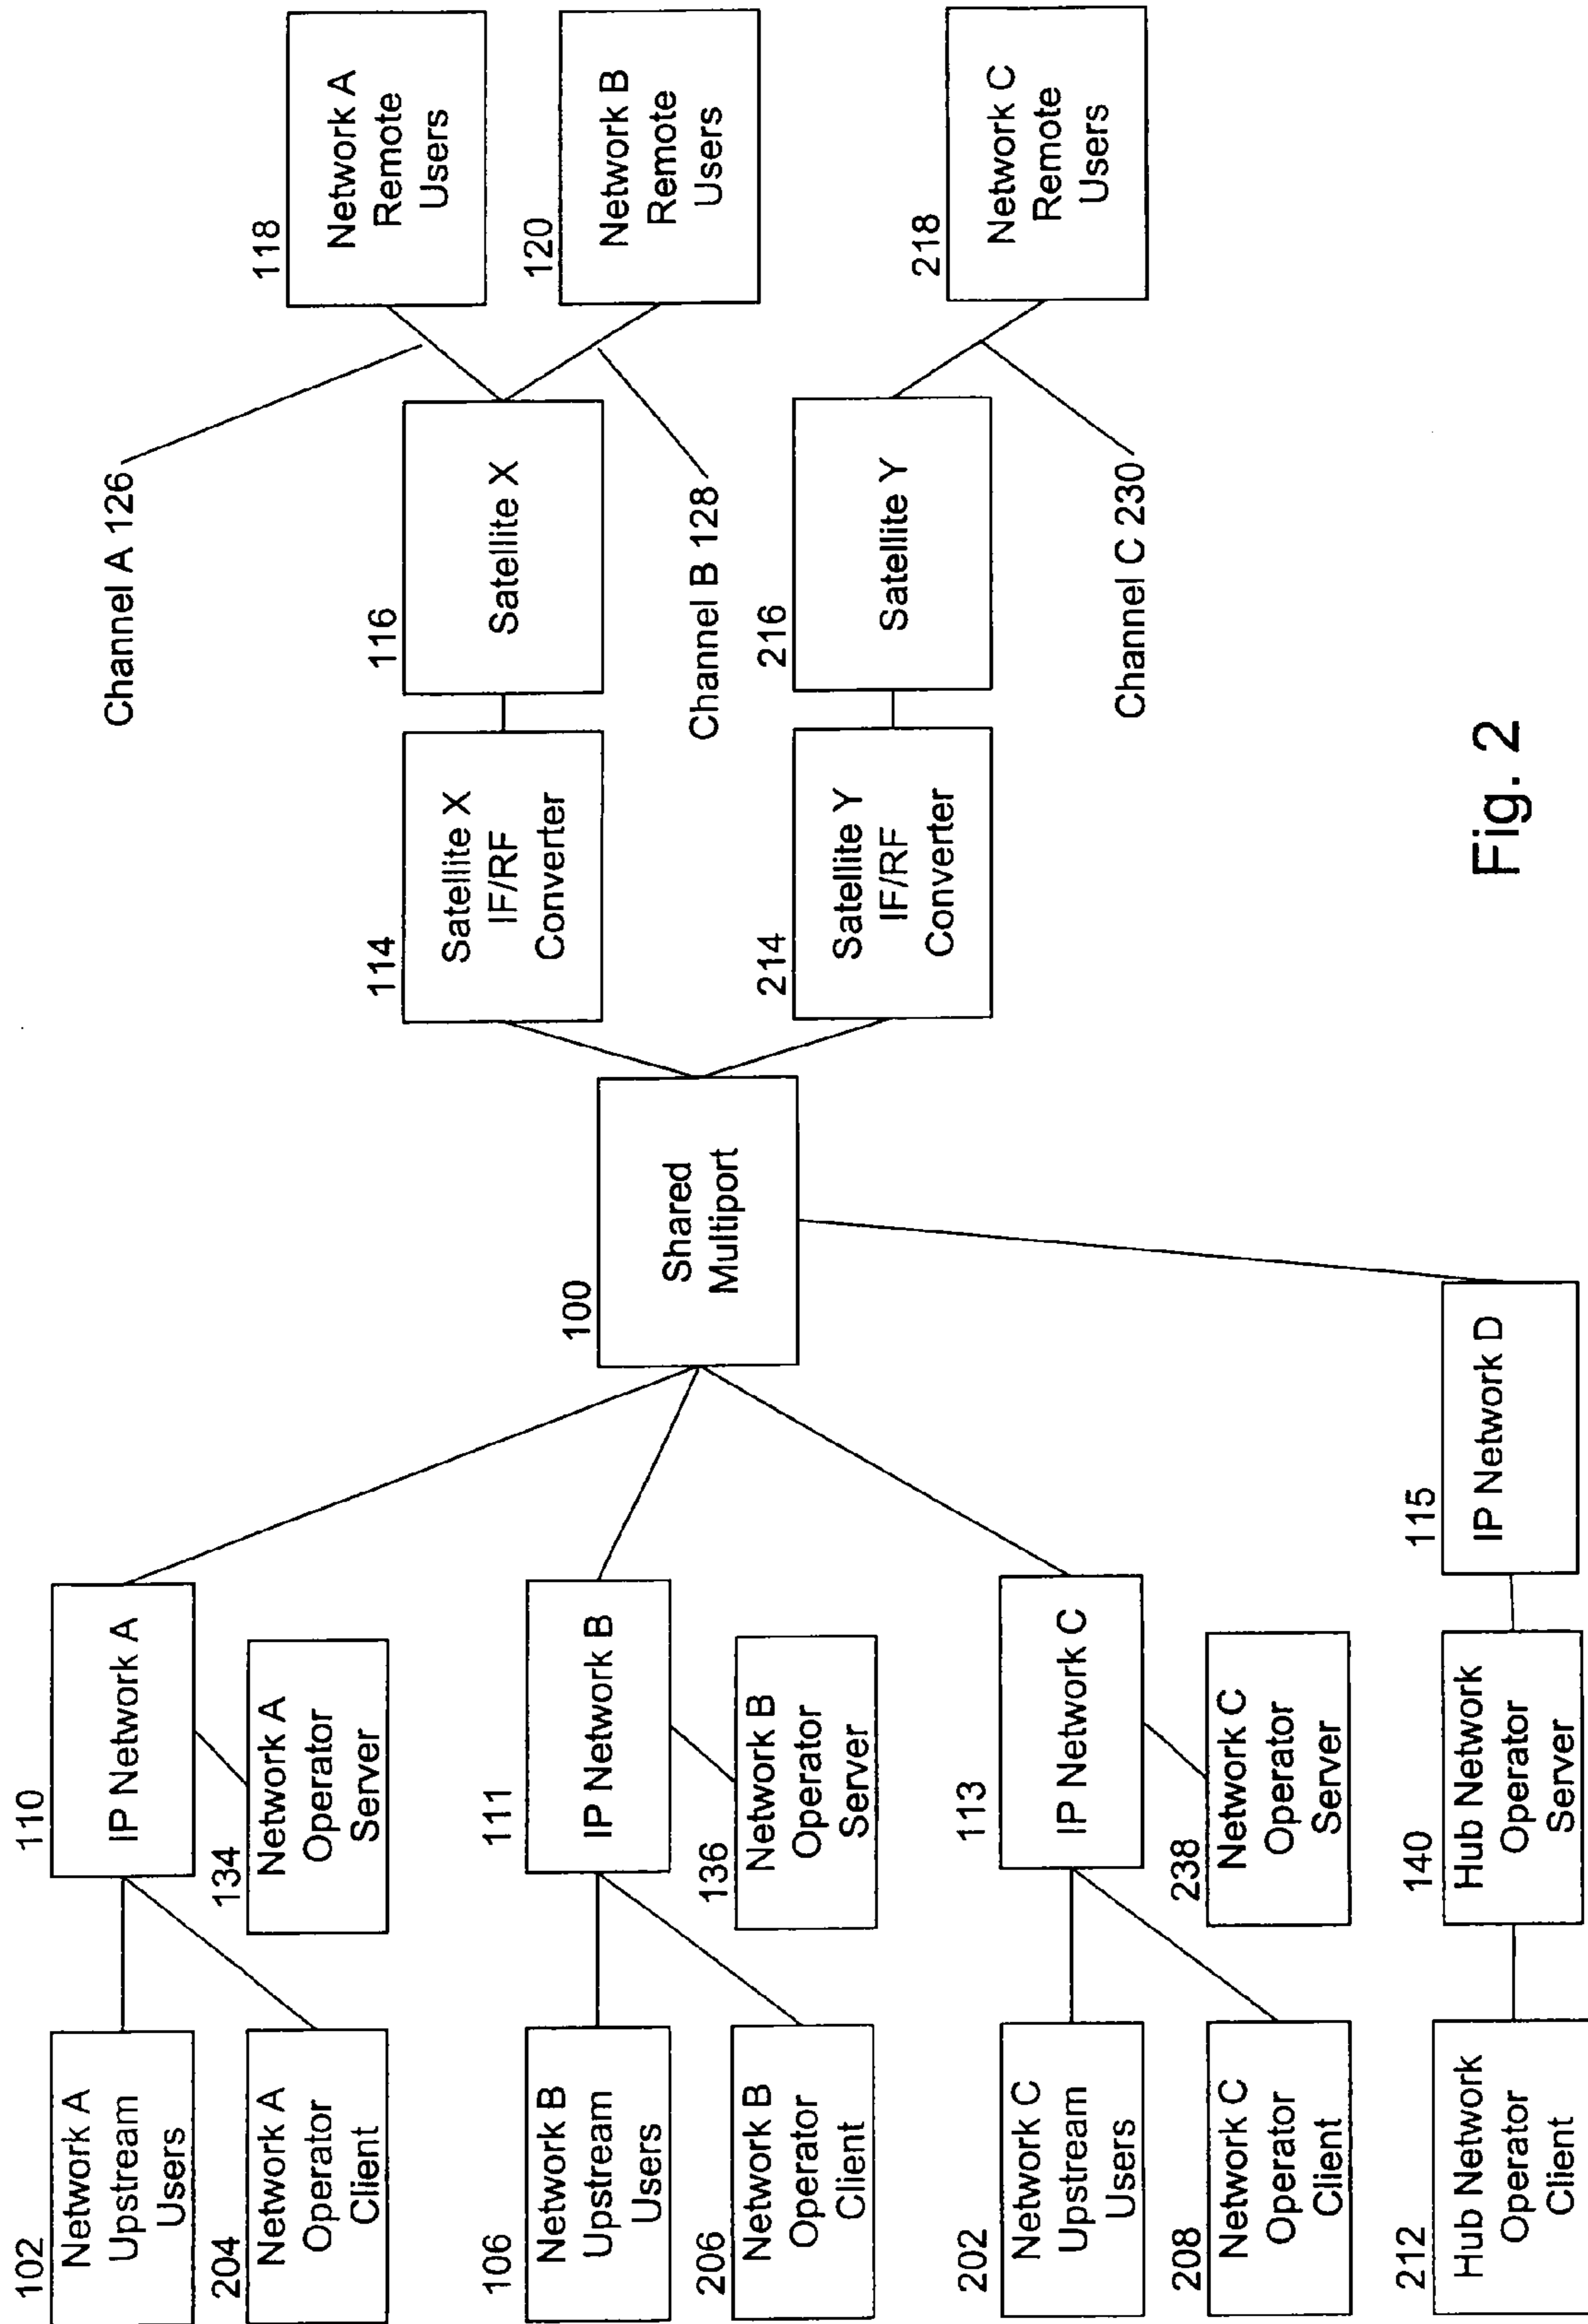 102
Network A
Upstream
Users
204
Network A
Operator
Client
110
IP Network A
134
Network A
Operator
Server
106
Network B
Upstream
Users
206
Network B
Operator
Client
111
IP Network B
136
Network B
Operator
Server
202
Network C
Upstream
Users
208
Network C
Operator
Client
113
IP Network C
238
Network C
Operator
Server
212
Hub Network
Operator
Client
140
Hub Network
Operator
Server
115
IP Network D
100
Shared
Multiport
114
Satellite X
IF/RF
Converter
116
Satellite X
214
Satellite Y
IF/RF
Converter
216
Satellite Y
Channel A 126
Channel B 128
Channel C 230
118
Network A
Remote
Users
120
Network B
Remote
Users
218
Network C
Remote
Users
Fig. 2